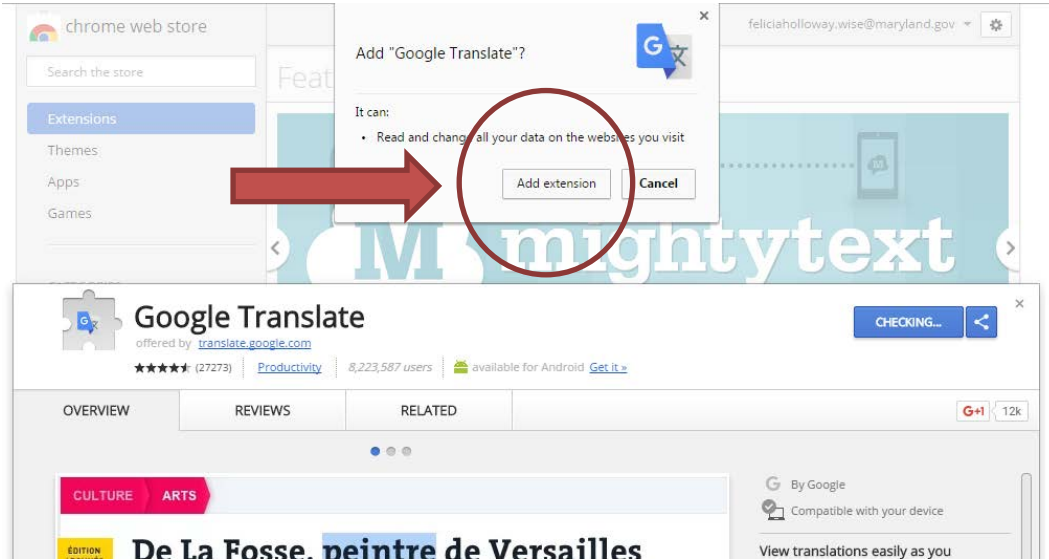 chrome web store
feliciaholloway.wise@maryland.gov
Search the store
Feat
Extensions
Themes
Apps
Games
×
Add "Google Translate"?
G
It can:
• Read and change all your data on the websites you visit
Add extension
Cancel
M mightytext
Google Translate
offered by translate.google.com
(27273) Productivity 8,223,587 users available for Android Get it »
CHECKING...
×
OVERVIEW REVIEWS RELATED
G+1 12k
CULTURE ARTS
ÉDITION
De La Fosse, peintre de Versailles
G By Google
Compatible with your device
View translations easily as you